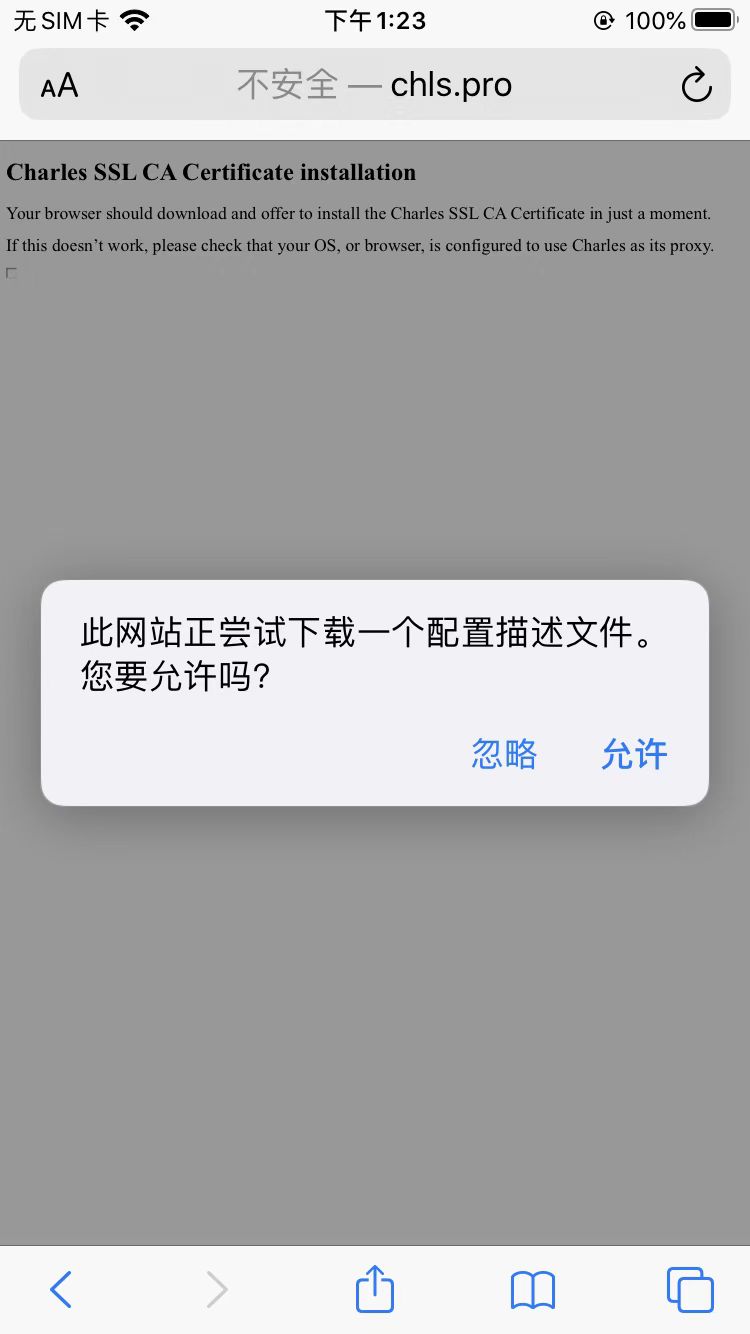 无SIM卡 下午1:23 100%
AA 不安全 — chls.pro
Charles SSL CA Certificate installation
Your browser should download and offer to install the Charles SSL CA Certificate in just a moment.
If this doesn’t work, please check that your OS, or browser, is configured to use Charles as its proxy.
此网站正尝试下载一个配置描述文件。
您要允许吗?
忽略 允许